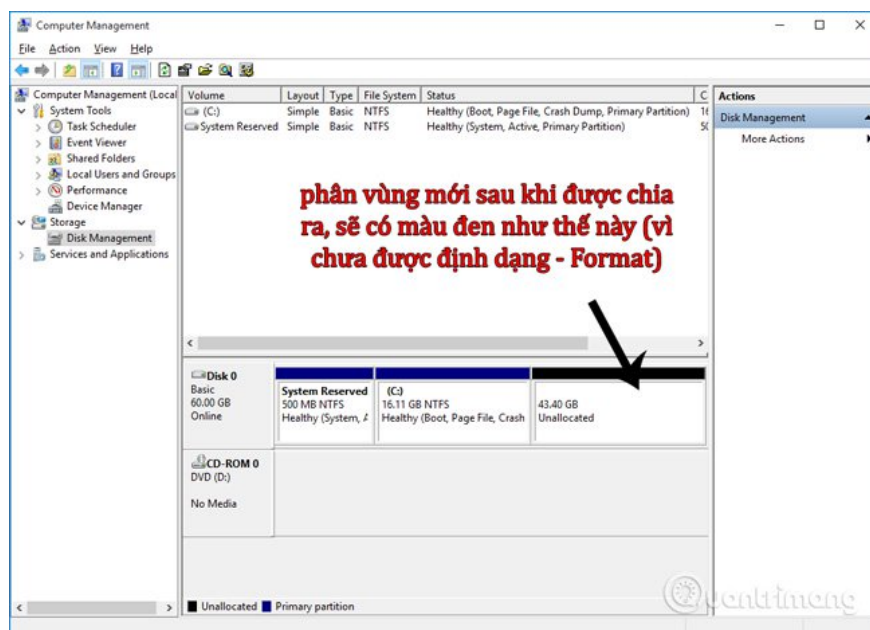 Computer Management
File Action View Help
Computer Management (Local
System Tools
Task Scheduler
Event Viewer
Shared Folders
Local Users and Groups
Performance
Device Manager
Storage
Disk Management
Services and Applications
Volume Layout Type File System Status C
(C:) Simple Basic NTFS Healthy (Boot, Page File, Crash Dump, Primary Partition) 16
System Reserved Simple Basic NTFS Healthy (System, Active, Primary Partition) 50
phân vùng mới sau khi được chia
ra, sẽ có màu đen như thế này (vì
chưa được định dạng - Format)
Disk 0
Basic
60.00 GB
Online
System Reserved
500 MB NTFS
Healthy (System, A
(C:)
16.11 GB NTFS
Healthy (Boot, Page File, Crash
43.40 GB
Unallocated
CD-ROM 0
DVD (D:)
No Media
Unallocated Primary partition
Actions
Disk Management
More Actions
Quantrimang